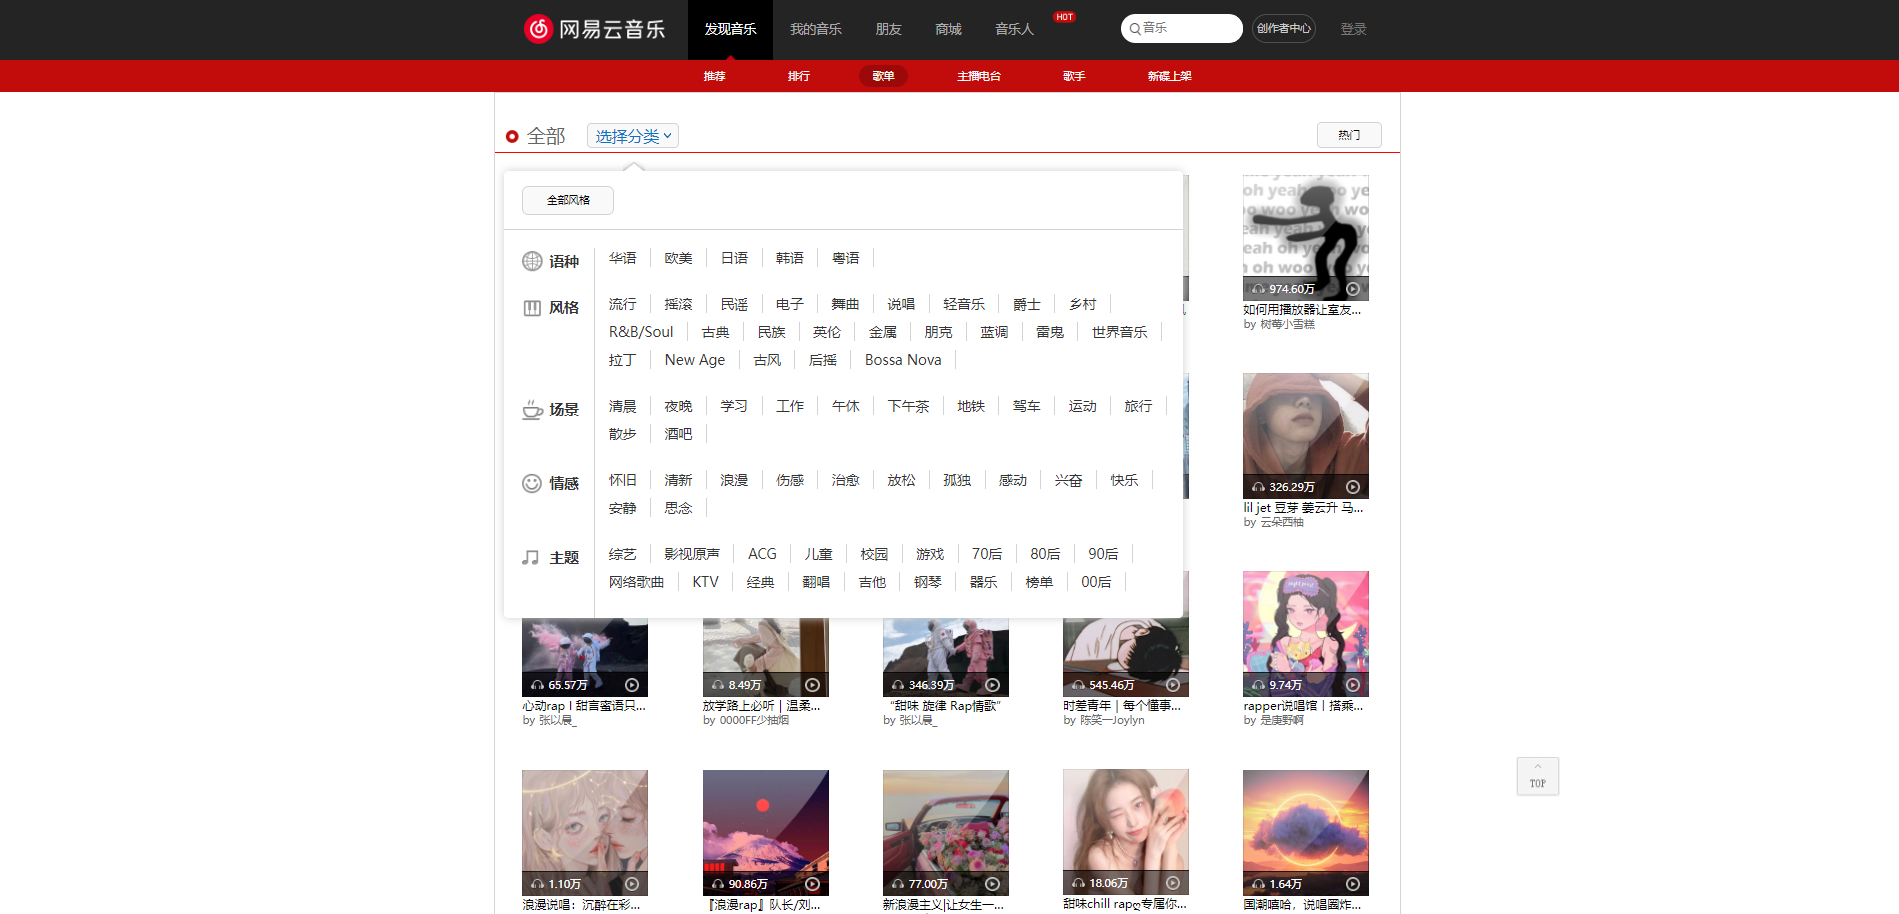 网易云音乐
发现音乐 我的音乐 朋友 商城 音乐人 HOT
音乐 创作者中心 登录
推荐 排行 歌单 主播电台 歌手 新碟上架
全部 选择分类 热门
全部风格
语种 华语 欧美 日语 韩语 粤语
风格 流行 摇滚 民谣 电子 舞曲 说唱 轻音乐 爵士 乡村
R&B/Soul 古典 民族 英伦 金属 朋克 蓝调 雷鬼 世界音乐
拉丁 New Age 古风 后摇 Bossa Nova
场景 清晨 夜晚 学习 工作 午休 下午茶 地铁 驾车 运动 旅行
散步 酒吧
情感 怀旧 清新 浪漫 伤感 治愈 放松 孤独 感动 兴奋 快乐
安静 思念
主题 综艺 影视原声 ACG 儿童 校园 游戏 70后 80后 90后
网络歌曲 KTV 经典 翻唱 吉他 钢琴 器乐 榜单 00后
974.60万
如何用播放器让室友...
by 树莓小雪糕
326.29万
lil jet 豆芽 姜云升 马...
by 云朵西柚
65.57万 8.49万 346.39万 545.46万 9.74万
心动rap l 甜言蜜语只... 放学路上必听 | 温柔... “甜味 旋律 Rap情歌” 时差青年 | 每个懂事... rapper说唱馆丨搭乘...
by 张以晨_ by 0000FF少抽烟 by 张以晨_ by 陈笑一Joylyn by 是庚野啊
1.10万 90.86万 77.00万 18.06万 1.64万
浪漫说唱：沉醉在彩... 『浪漫rap』队长/刘... 新浪漫主义|让女生一... 甜味chill rapღ专属你... 国潮嘻哈，说唱圈炸...
TOP